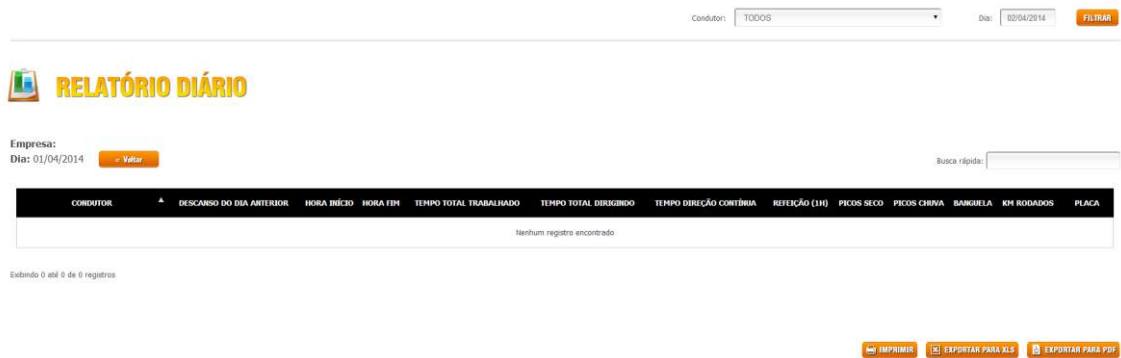 Condutor: TODOS Dia: 02/04/2014 FILTRAR
RELATÓRIO DIÁRIO
Empresa:
Dia: 01/04/2014 « Voltar
Busca rápida:
CONDUTOR DESCANSO DO DIA ANTERIOR HORA INÍCIO HORA FIM TEMPO TOTAL TRABALHADO TEMPO TOTAL DIRIGINDO TEMPO DIREÇÃO CONTÍNUA REFEIÇÃO (1H) PICOS SECO PICOS CHUVA BANGUELA KM RODADOS PLACA
Nenhum registro encontrado
Exibindo 0 até 0 de 0 registros
IMPRIMIR EXPORTAR PARA XLS EXPORTAR PARA PDF